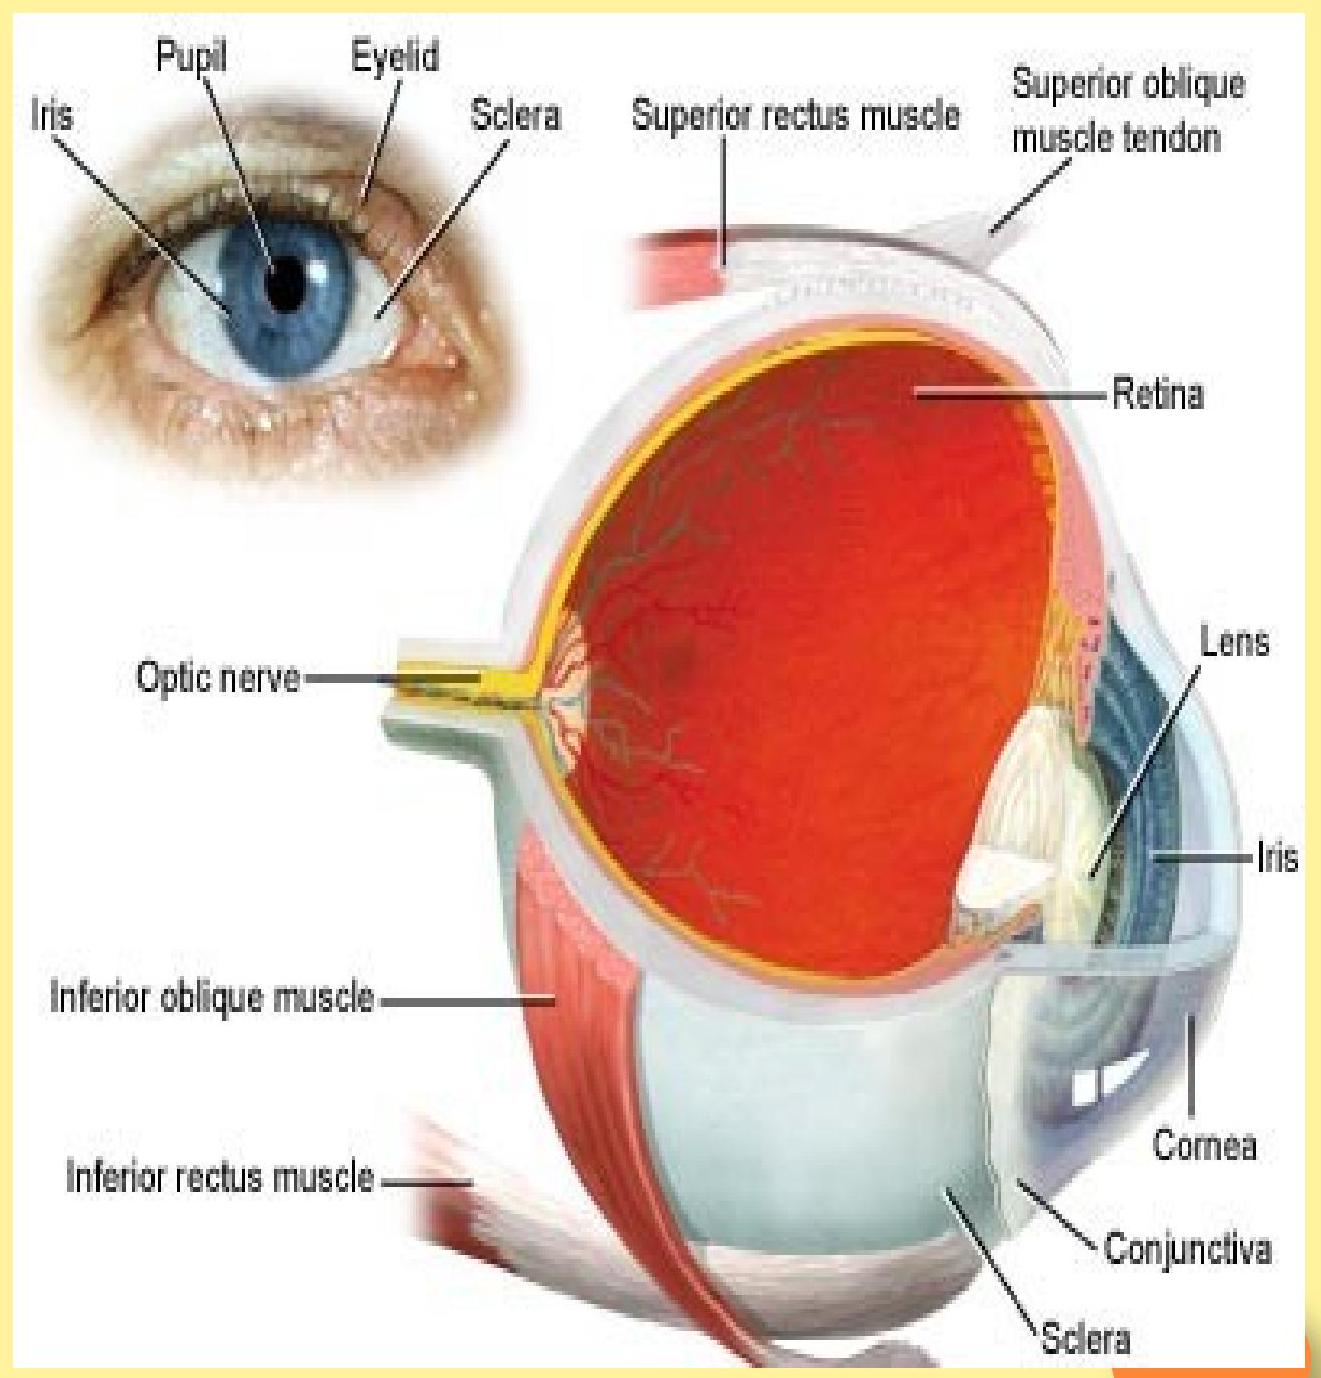 Pupil
Eyelid
Iris
Sclera
Superior rectus muscle
Superior oblique
muscle tendon
Retina
Lens
Optic nerve
Iris
Inferior oblique muscle
Cornea
Inferior rectus muscle
Conjunctiva
Sclera